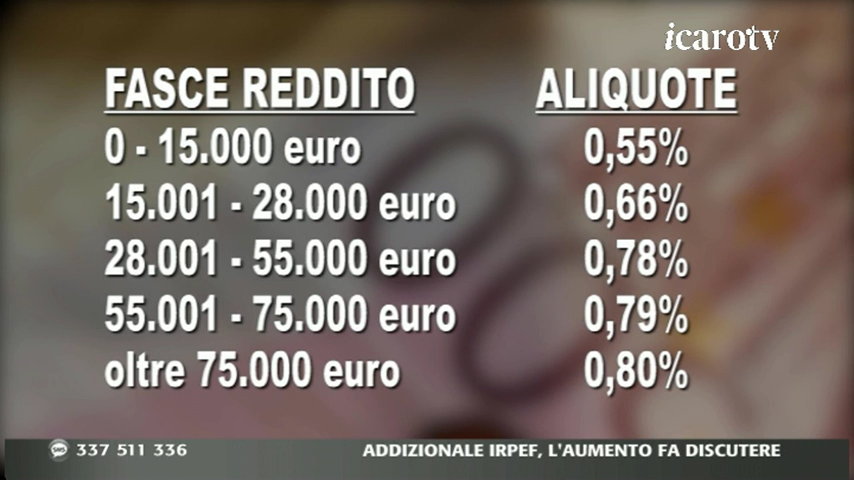 icarotv
FASCE REDDITO ALIQUOTE
0 - 15.000 euro 0,55%
15.001 - 28.000 euro 0,66%
28.001 - 55.000 euro 0,78%
55.001 - 75.000 euro 0,79%
oltre 75.000 euro 0,80%
337 511 336 ADDIZIONALE IRPEF, L'AUMENTO FA DISCUTERE